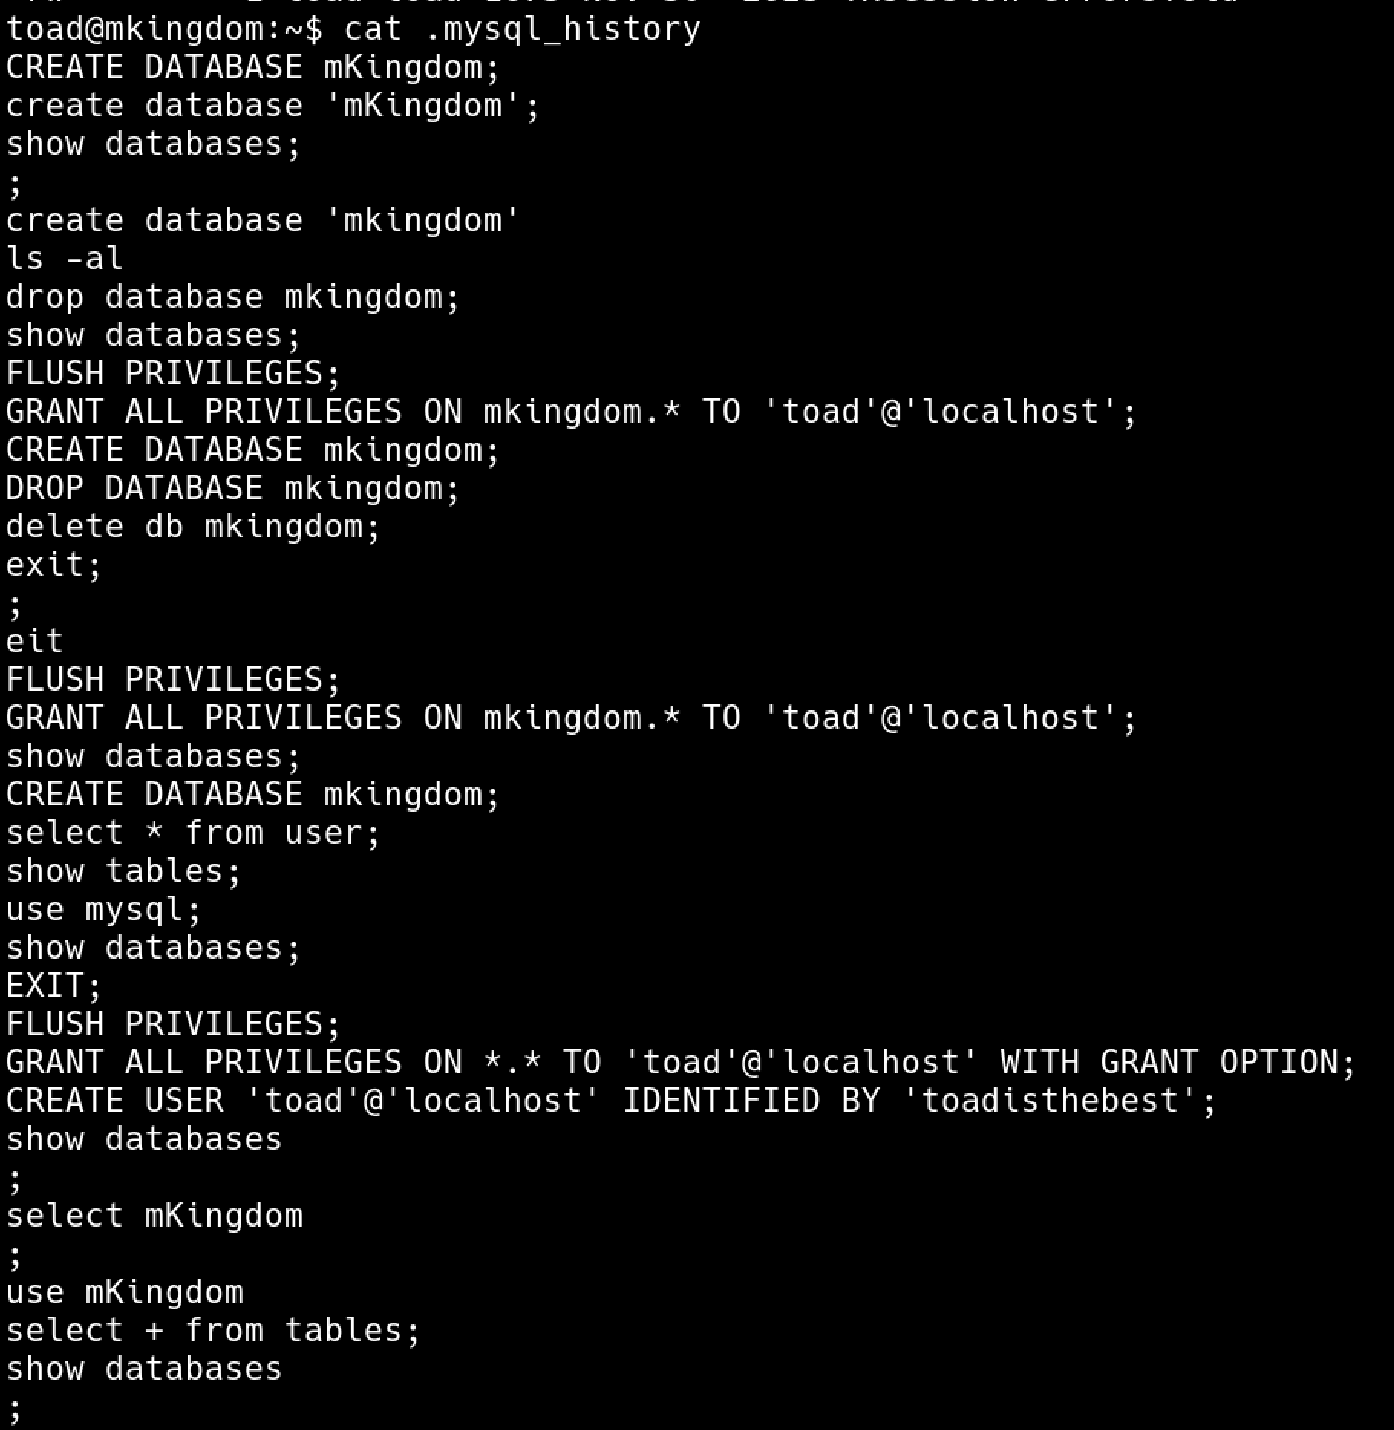 toad@mkingdom:~$ cat .mysql_history
CREATE DATABASE mKingdom;
create database 'mKingdom';
show databases;
;
create database 'mkingdom'
ls -al
drop database mkingdom;
show databases;
FLUSH PRIVILEGES;
GRANT ALL PRIVILEGES ON mkingdom.* TO 'toad'@'localhost';
CREATE DATABASE mkingdom;
DROP DATABASE mkingdom;
delete db mkingdom;
exit;
;
eit
FLUSH PRIVILEGES;
GRANT ALL PRIVILEGES ON mkingdom.* TO 'toad'@'localhost';
show databases;
CREATE DATABASE mkingdom;
select * from user;
show tables;
use mysql;
show databases;
EXIT;
FLUSH PRIVILEGES;
GRANT ALL PRIVILEGES ON *.* TO 'toad'@'localhost' WITH GRANT OPTION;
CREATE USER 'toad'@'localhost' IDENTIFIED BY 'toadisthebest';
show databases
;
select mKingdom
;
use mKingdom
select + from tables;
show databases
;